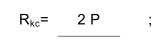 Rkc= 2 P ;